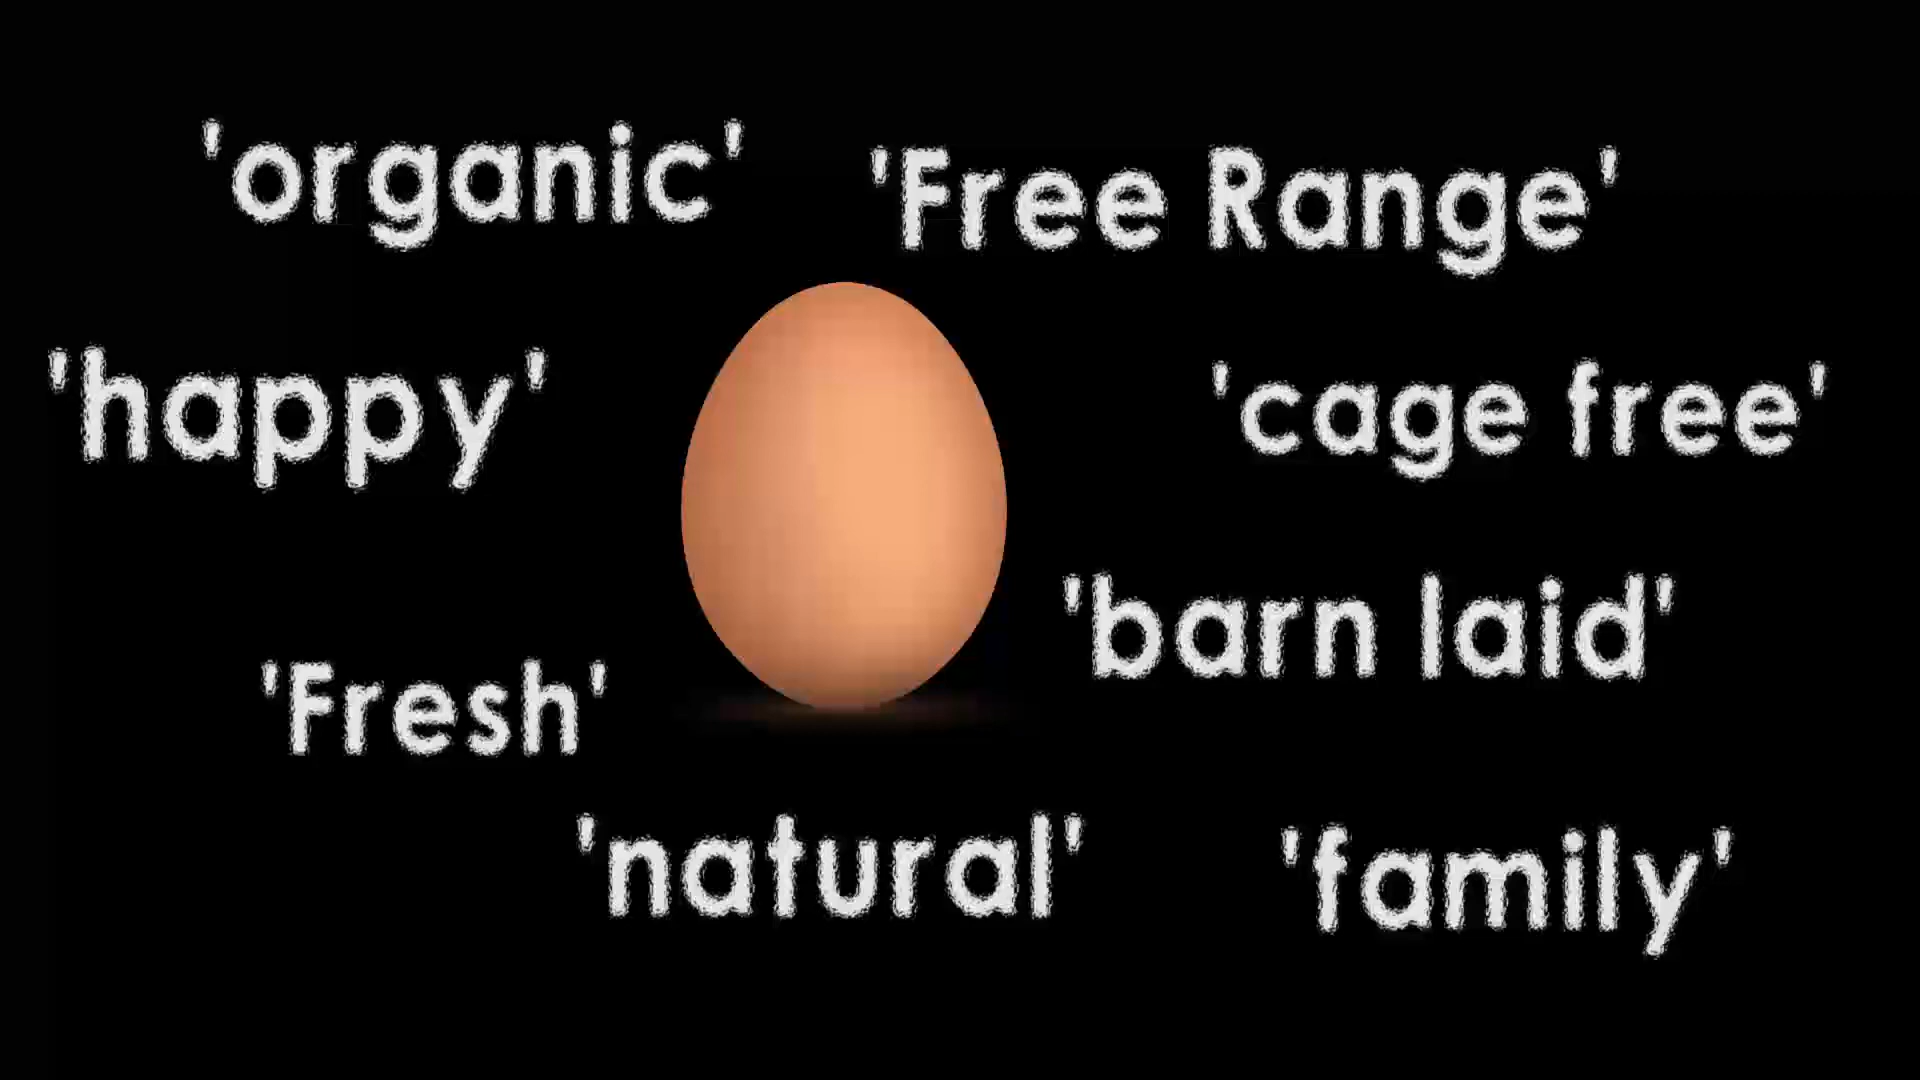 'organic'
'Free Range'
'happy'
'cage free'
'barn laid'
'Fresh'
'natural'
'family'